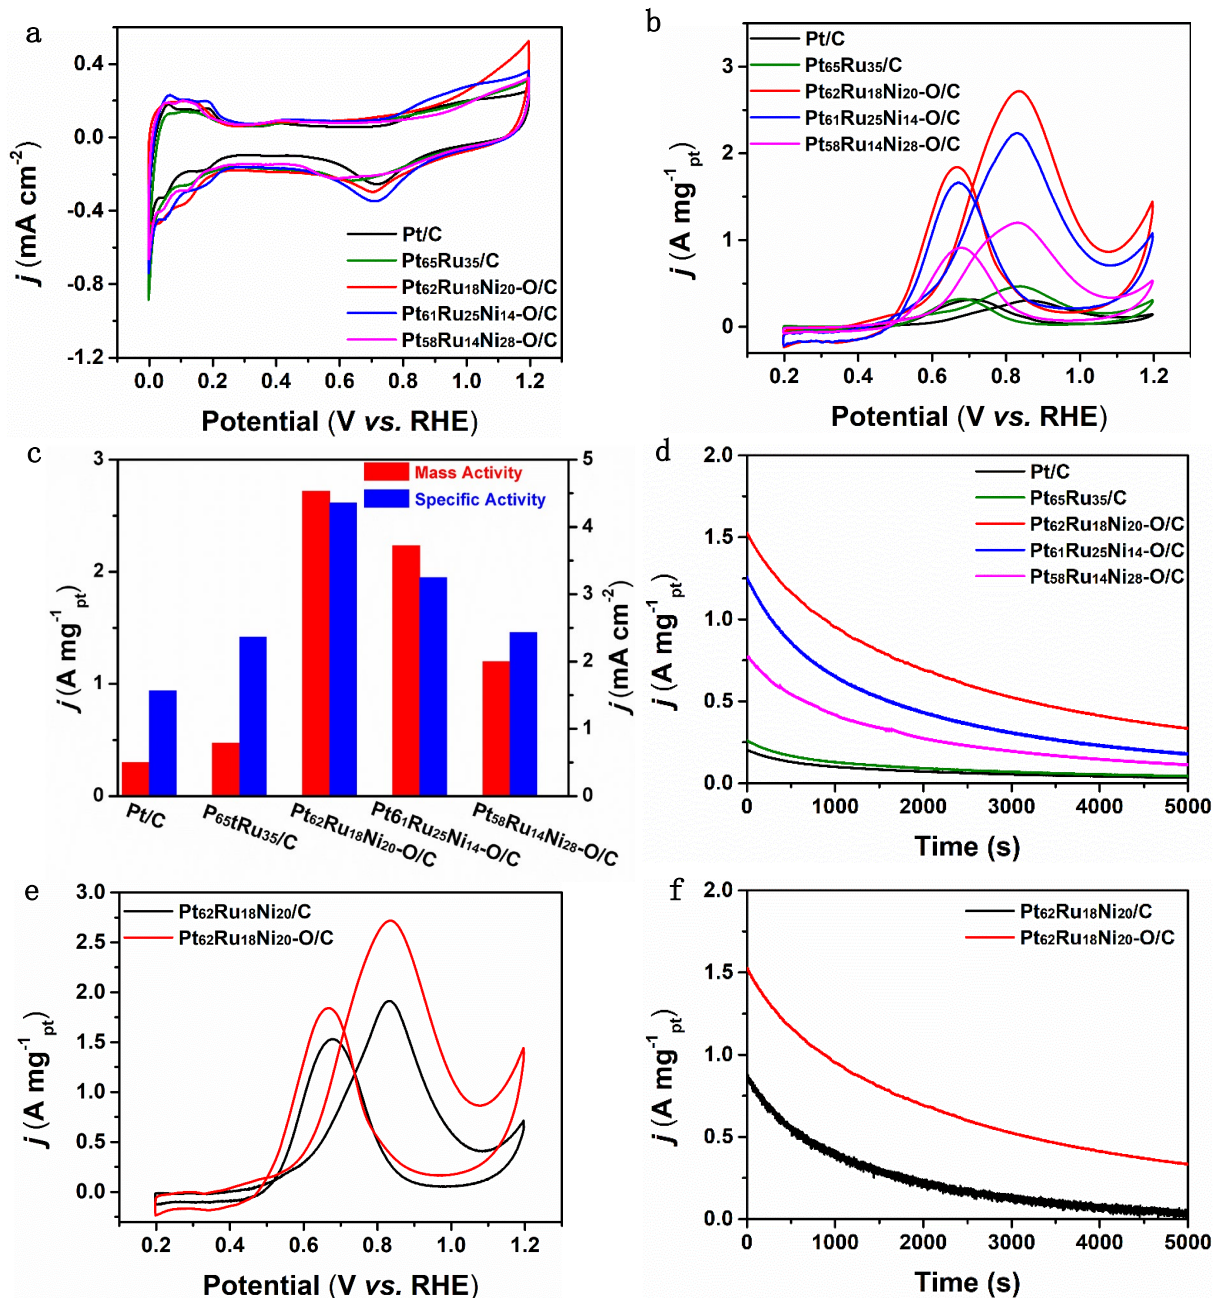 a
j (mA cm-2)
0.4
0.0
-0.4
-0.8
-1.2
Pt/C
Pt65Ru35/C
Pt62Ru18Ni20-O/C
Pt61Ru25Ni14-O/C
Pt58Ru14Ni28-O/C
0.0 0.2 0.4 0.6 0.8 1.0 1.2
Potential (V vs. RHE)
b
j (A mg-1pt)
3
2
1
0
Pt/C
Pt65Ru35/C
Pt62Ru18Ni20-O/C
Pt61Ru25Ni14-O/C
Pt58Ru14Ni28-O/C
0.2 0.4 0.6 0.8 1.0 1.2
Potential (V vs. RHE)
c
j (A mg-1pt)
3
2
1
0
Mass Activity
Specific Activity
5
4
3
2
1
0
j (mA cm-2)
Pt/C
P65tRu35/C
Pt62Ru18Ni20-O/C
Pt61Ru25Ni14-O/C
Pt58Ru14Ni28-O/C
d
j (A mg-1pt)
2.0
1.5
1.0
0.5
0.0
Pt/C
Pt65Ru35/C
Pt62Ru18Ni20-O/C
Pt61Ru25Ni14-O/C
Pt58Ru14Ni28-O/C
0 1000 2000 3000 4000 5000
Time (s)
e
j (A mg-1pt)
3.0
2.5
2.0
1.5
1.0
0.5
0.0
Pt62Ru18Ni20/C
Pt62Ru18Ni20-O/C
0.2 0.4 0.6 0.8 1.0 1.2
Potential (V vs. RHE)
f
j (A mg-1pt)
2.0
1.5
1.0
0.5
0.0
Pt62Ru18Ni20/C
Pt62Ru18Ni20-O/C
0 1000 2000 3000 4000 5000
Time (s)